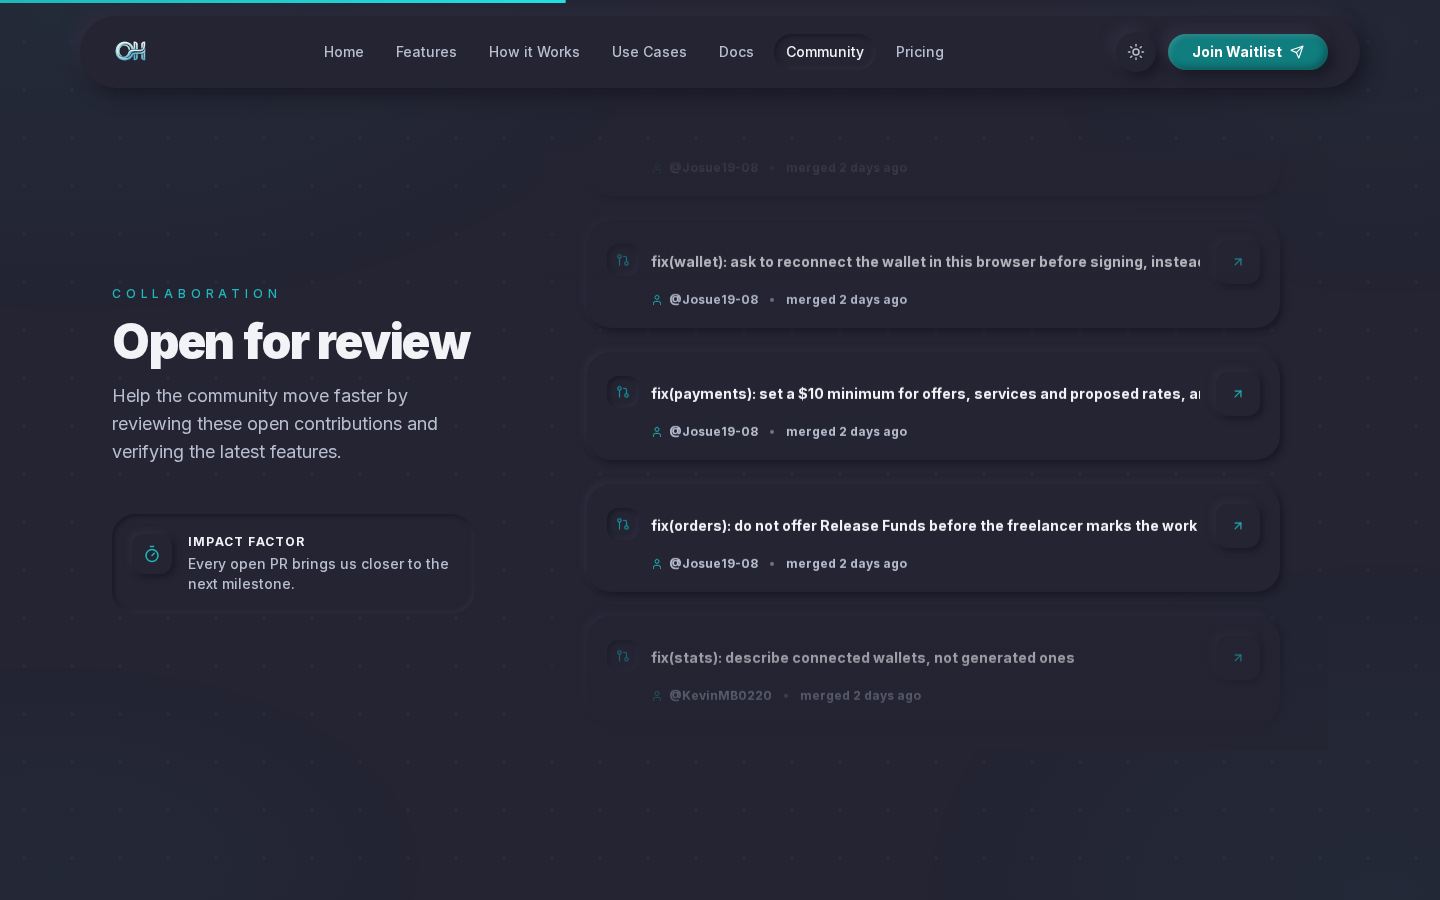 OH
Home
Features
How it Works
Use Cases
Docs
Community
Pricing
Join Waitlist
COLLABORATION
Open for review
Help the community move faster by
reviewing these open contributions and
verifying the latest features.
IMPACT FACTOR
Every open PR brings us closer to the
next milestone.
@Josue19-08 • merged 2 days ago
fix(wallet): ask to reconnect the wallet in this browser before signing, instead
@Josue19-08 • merged 2 days ago
fix(payments): set a $10 minimum for offers, services and proposed rates,
@Josue19-08 • merged 2 days ago
fix(orders): do not offer Release Funds before the freelancer marks the work
@Josue19-08 • merged 2 days ago
fix(stats): describe connected wallets, not generated ones
@KevinMB0220 • merged 2 days ago